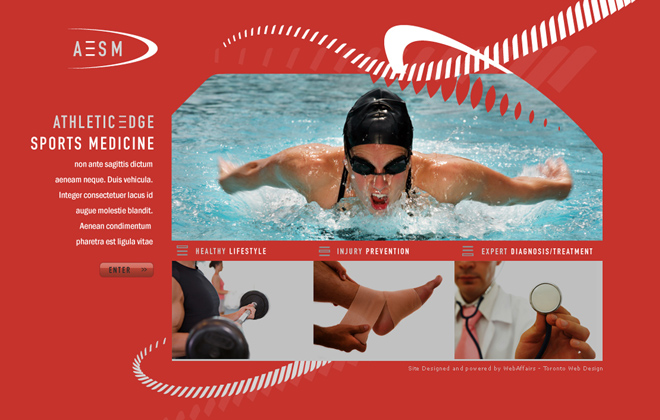 AESM
ATHLETICEDGE
SPORTS MEDICINE
non ante sagittis dictum
aeneam neque. Duis vehicula.
Integer consectetuer lacus id
augue molestie blandit.
Aenean condimentum
pharetra est ligula vitae
ENTER >>
HEALTHY LIFESTYLE
INJURY PREVENTION
EXPERT DIAGNOSIS/TREATMENT
Site Designed and powered by WebAffairs - Toronto Web Design